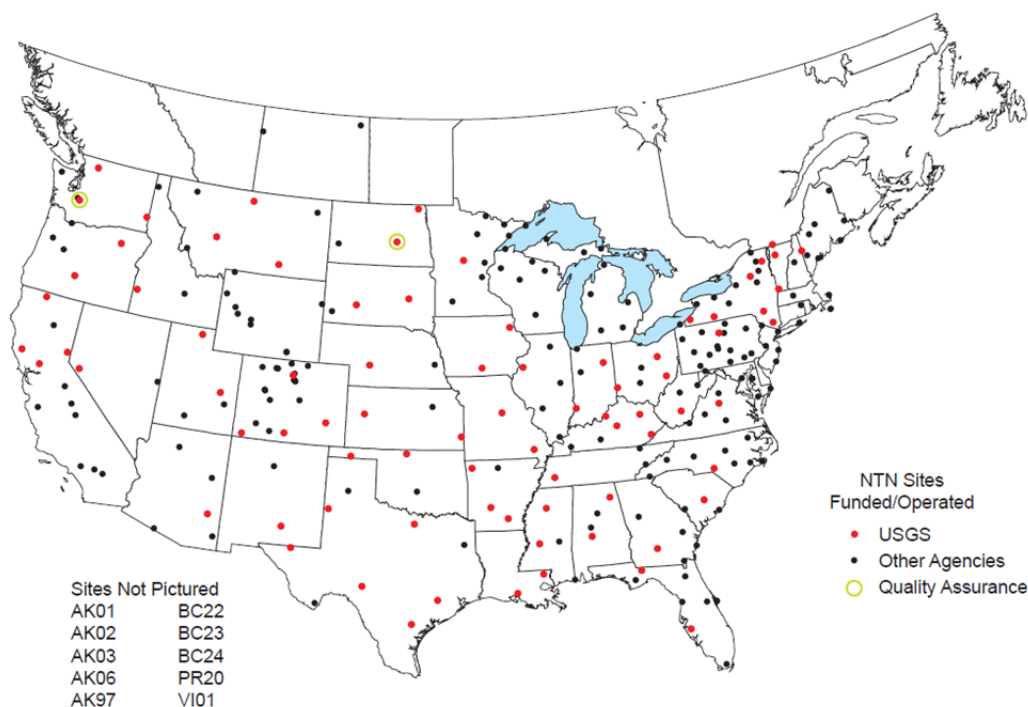 NTN Sites
Funded/Operated
USGS
Other Agencies
Quality Assurance
Sites Not Pictured
AK01 BC22
AK02 BC23
AK03 BC24
AK06 PR20
AK97 VI01